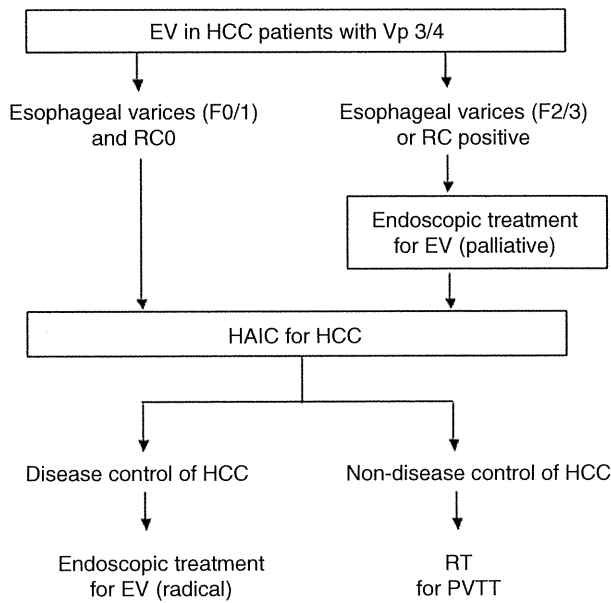 EV in HCC patients with Vp 3/4
Esophageal varices (F0/1)
and RC0
Esophageal varices (F2/3)
or RC positive
Endoscopic treatment
for EV (palliative)
HAIC for HCC
Disease control of HCC
Non-disease control of HCC
Endoscopic treatment
for EV (radical)
RT
for PVTT